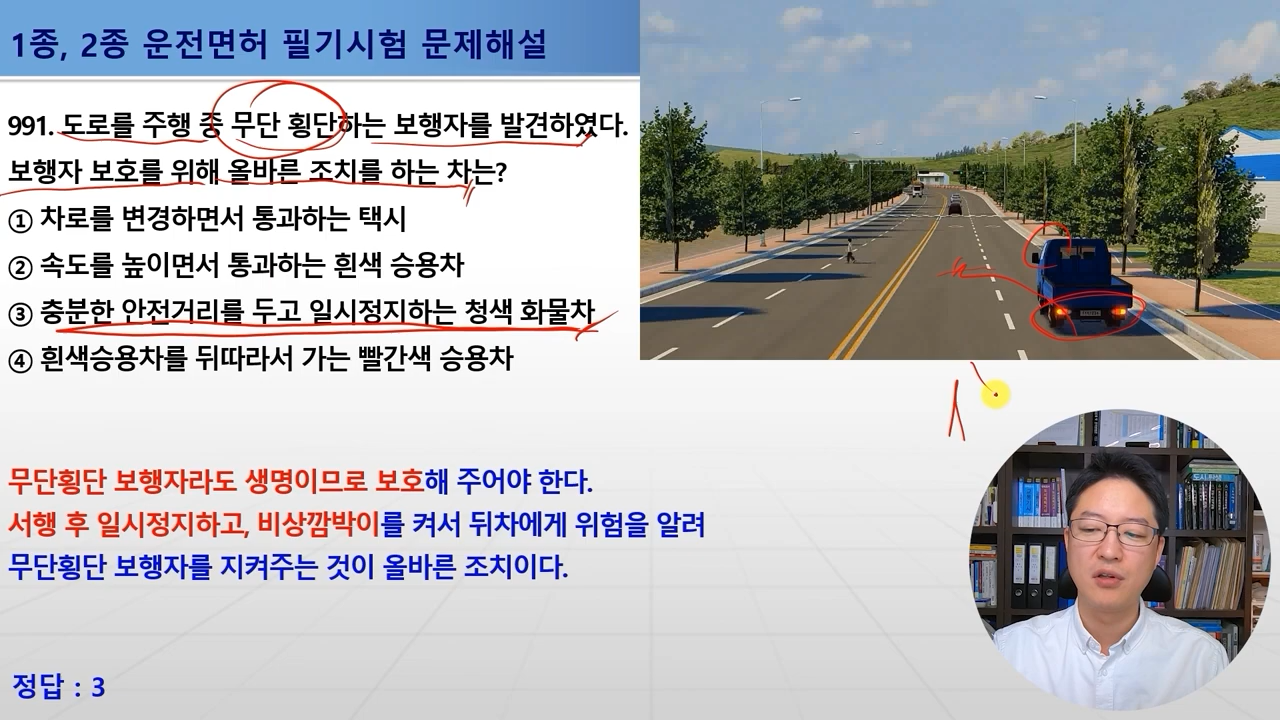 1종, 2종 운전면허 필기시험 문제해설
991. 도로를 주행 중 무단 횡단하는 보행자를 발견하였다.
보행자 보호를 위해 올바른 조치를 하는 차는?
① 차로를 변경하면서 통과하는 택시
② 속도를 높이면서 통과하는 흰색 승용차
③ 충분한 안전거리를 두고 일시정지하는 청색 화물차
④ 흰색승용차를 뒤따라서 가는 빨간색 승용차
무단횡단 보행자라도 생명이므로 보호해 주어야 한다.
서행 후 일시정지하고, 비상깜박이를 켜서 뒤차에게 위험을 알려
무단횡단 보행자를 지켜주는 것이 올바른 조치이다.
정답 : 3